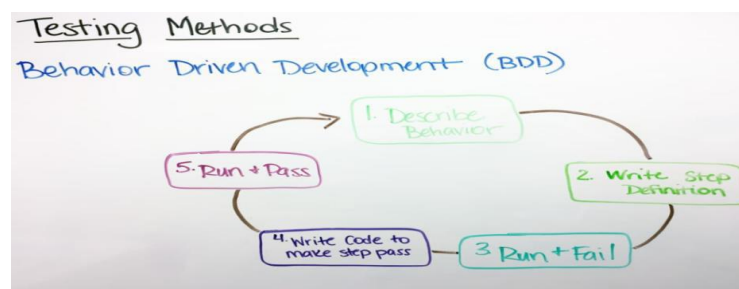 Testing Methods
Behavior Driven Development (BDD)
1. Describe
Behavior
2. Write Step
Definition
3 Run + Fail
4. Write Code to
make step pass
5. Run + Pass